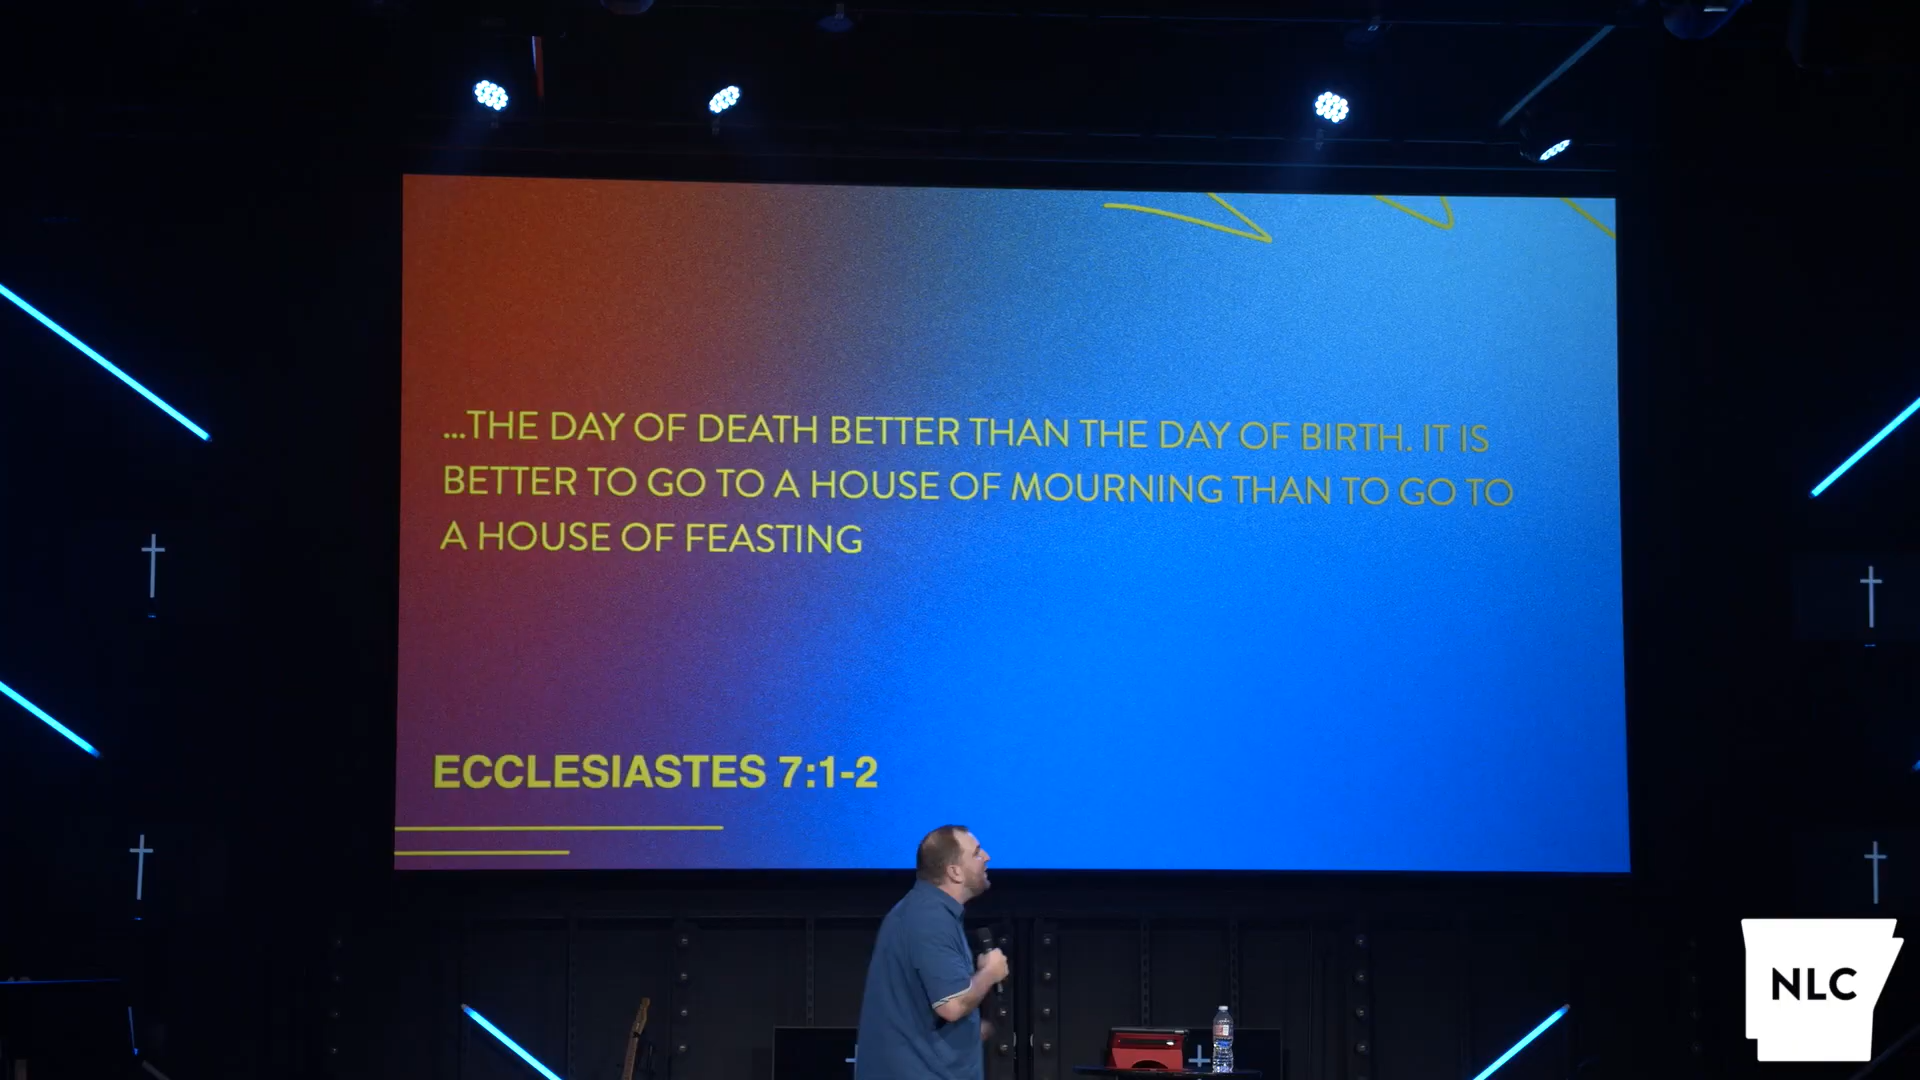 ...THE DAY OF DEATH BETTER THAN THE DAY OF BIRTH. IT IS
BETTER TO GO TO A HOUSE OF MOURNING THAN TO GO TO
A HOUSE OF FEASTING
ECCLESIASTES 7:1-2
NLC